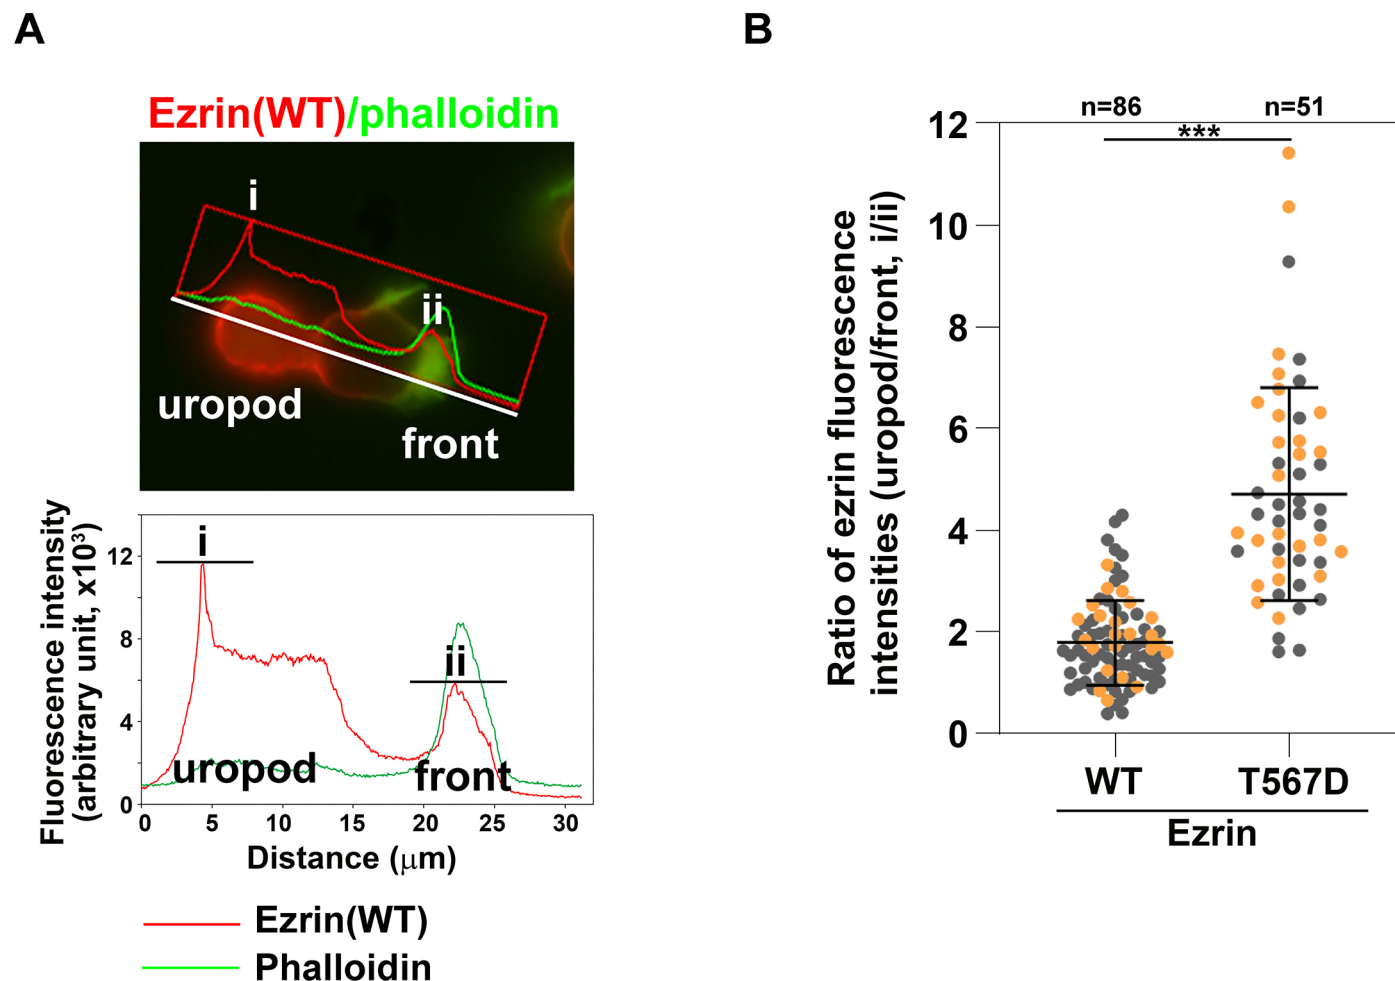 A
Ezrin(WT)/phalloidin
i
ii
uropod
front
Fluorescence intensity
(arbitrary unit, x10³)
12
8
4
0
i
ii
uropod
front
0 5 10 15 20 25 30
Distance (μm)
Ezrin(WT)
Phalloidin
B
n=86 n=51
***
Ratio of ezrin fluorescence
intensities (uropod/front, i/ii)
12
10
8
6
4
2
0
WT T567D
Ezrin